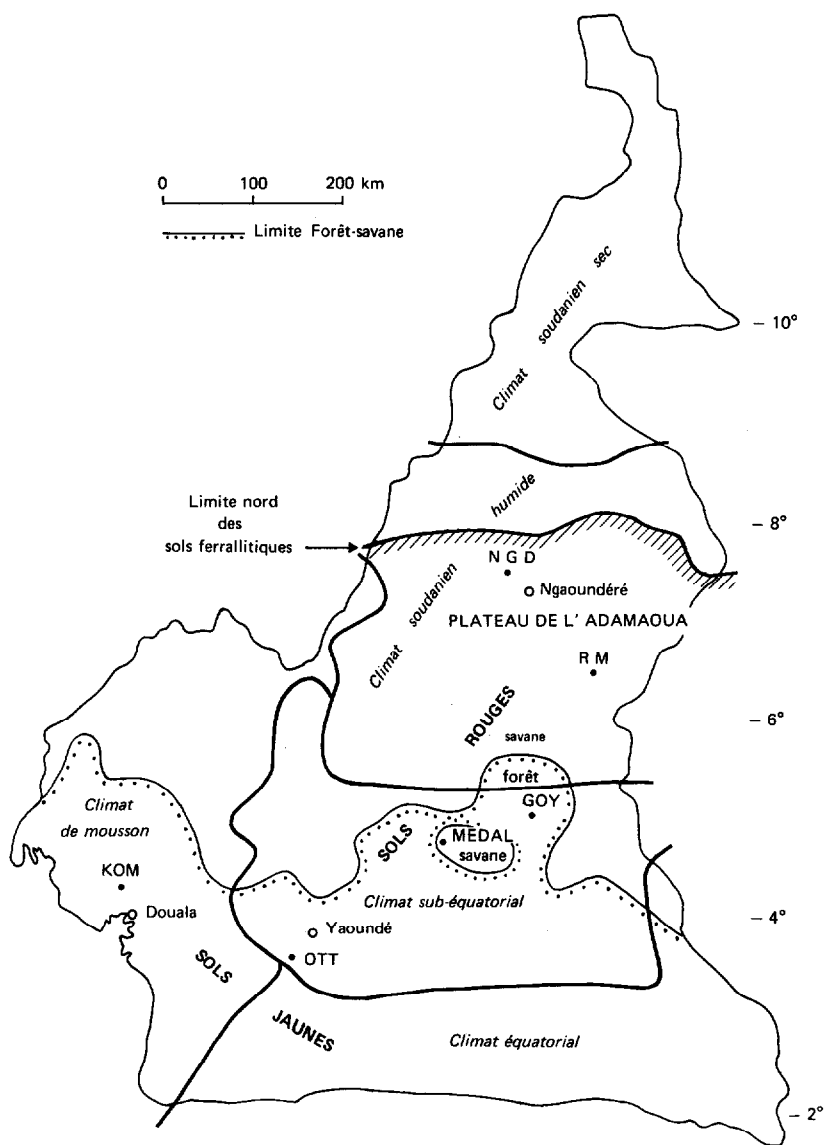 0 100 200 km
Limite Forêt-savane
Climat soudanien sec
– 10°
humide
Limite nord
des
sols ferrallitiques
– 8°
N G D
Ngaoundéré
Climat soudanien
PLATEAU DE L' ADAMAOUA
R M
ROUGES
– 6°
savane
forêt
GOY
Climat
de mousson
SOLS
MEDAL
savane
KOM
Climat sub-équatorial
Douala
– 4°
Yaoundé
OTT
SOLS
JAUNES
Climat équatorial
– 2°